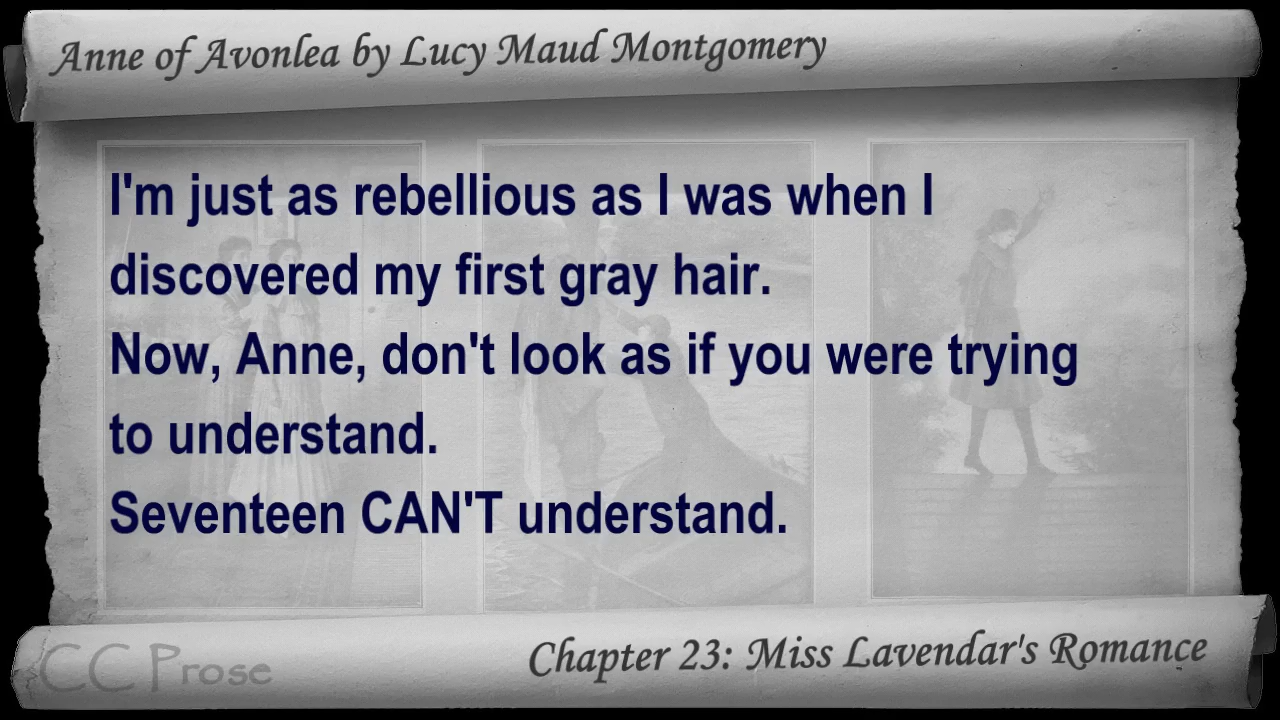 Anne of Avonlea by Lucy Maud Montgomery
I'm just as rebellious as I was when I
discovered my first gray hair.
Now, Anne, don't look as if you were trying
to understand.
Seventeen CAN'T understand.
CC Prose
Chapter 23: Miss Lavendar's Romance